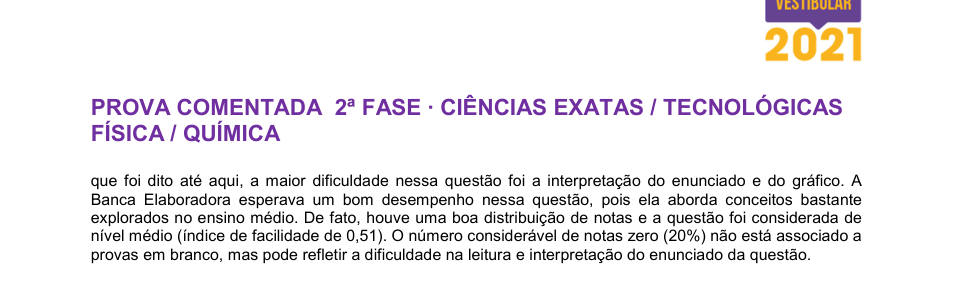 VESTIBULAR
2021
PROVA COMENTADA 2ª FASE · CIÊNCIAS EXATAS / TECNOLÓGICAS
FÍSICA / QUÍMICA
que foi dito até aqui, a maior dificuldade nessa questão foi a interpretação do enunciado e do gráfico. A
Banca Elaboradora esperava um bom desempenho nessa questão, pois ela aborda conceitos bastante
explorados no ensino médio. De fato, houve uma boa distribuição de notas e a questão foi considerada de
nível médio (índice de facilidade de 0,51). O número considerável de notas zero (20%) não está associado a
provas em branco, mas pode refletir a dificuldade na leitura e interpretação do enunciado da questão.